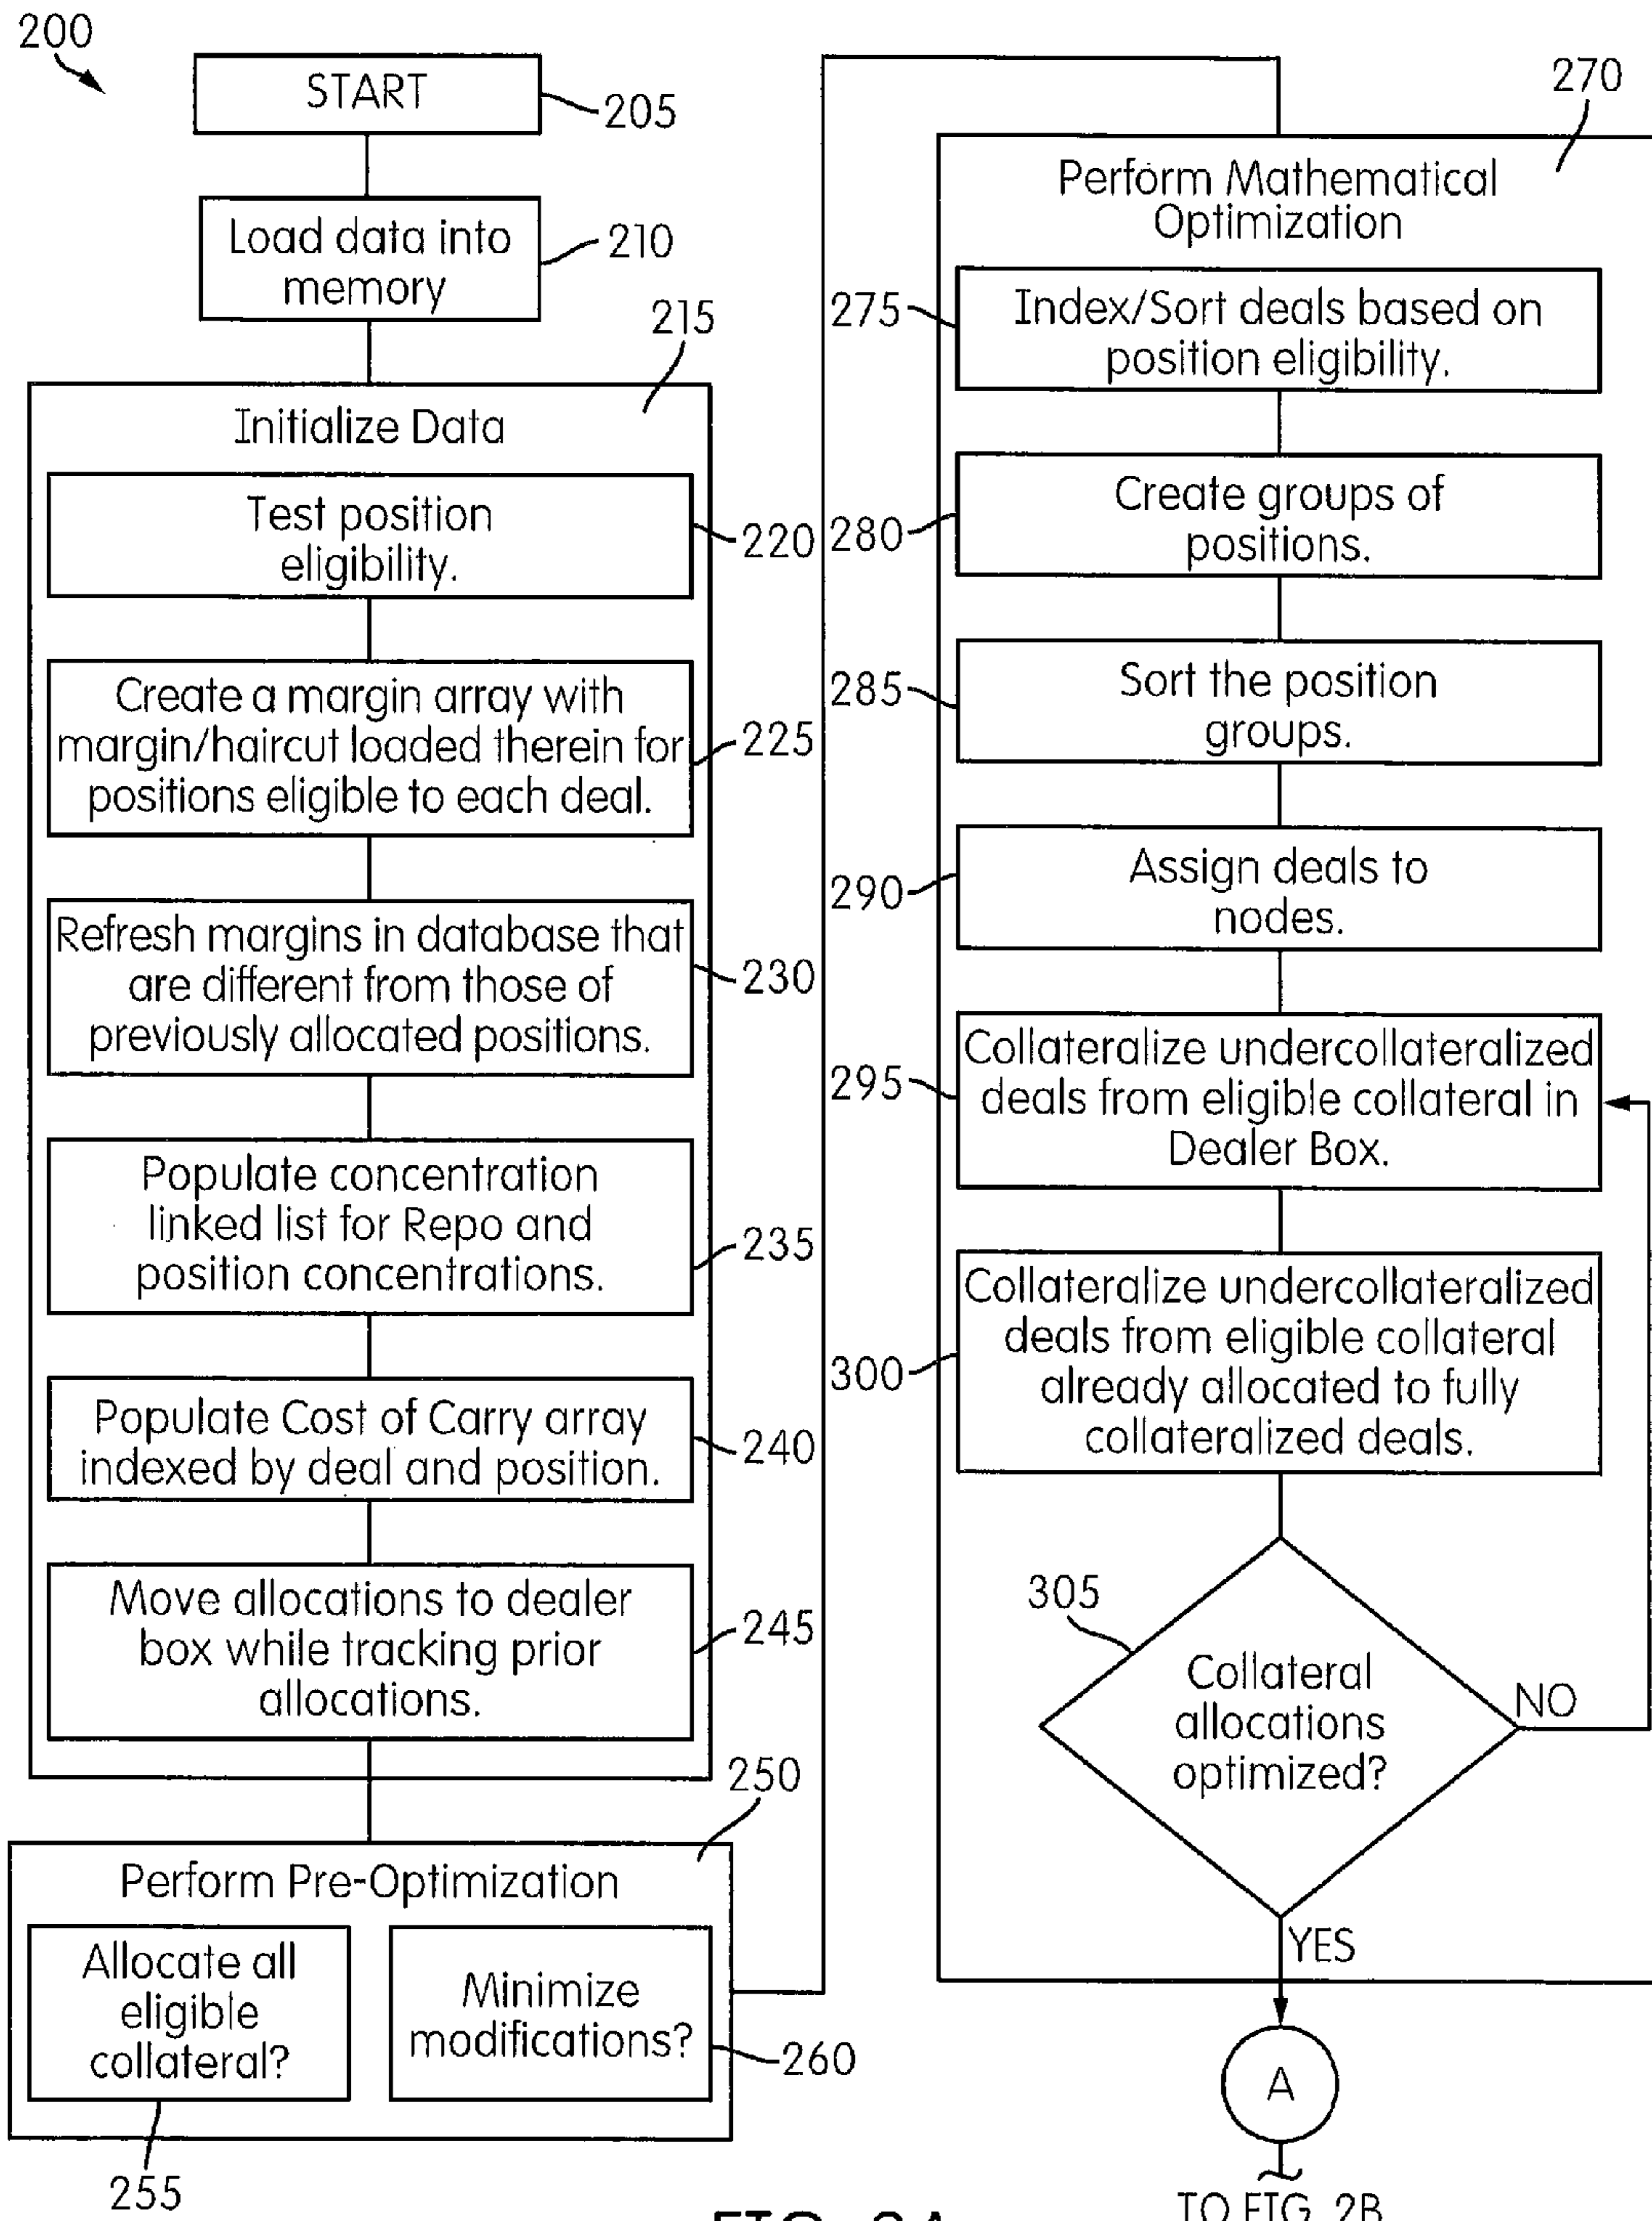 200
START
205
Load data into
memory
210
215
Initialize Data
Test position
eligibility.
220
Create a margin array with
margin/haircut loaded therein for
positions eligible to each deal.
225
Refresh margins in database that
are different from those of
previously allocated positions.
230
Populate concentration
linked list for Repo and
position concentrations.
235
Populate Cost of Carry array
indexed by deal and position.
240
Move allocations to dealer
box while tracking prior
allocations.
245
250
Perform Pre-Optimization
Allocate all
eligible
collateral?
255
Minimize
modifications?
260
270
Perform Mathematical
Optimization
275
Index/Sort deals based on
position eligibility.
280
Create groups of
positions.
285
Sort the position
groups.
290
Assign deals to
nodes.
295
Collateralize undercollateralized
deals from eligible collateral in
Dealer Box.
300
Collateralize undercollateralized
deals from eligible collateral
already allocated to fully
collateralized deals.
305
Collateral
allocations
optimized?
NO
YES
A
TO FIG. 2B
FIG. 2A